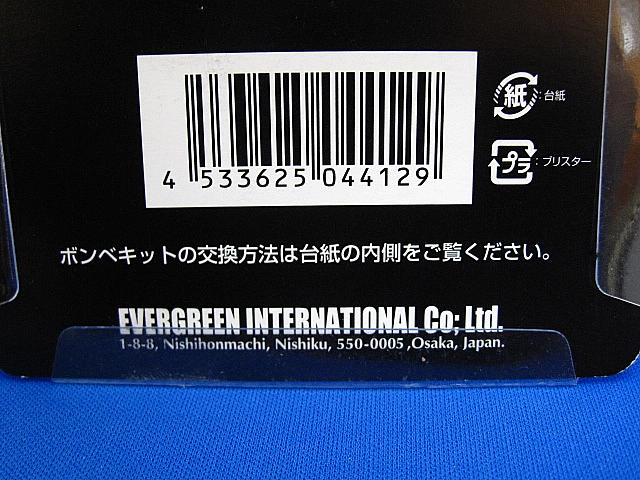 4 533625 044129
紙:台紙
プラ:ブリスター
ボンベキットの交換方法は台紙の内側をご覧ください。
EVERGREEN INTERNATIONAL Co; Ltd.
1-8-8, Nishihonmachi, Nishiku, 550-0005 ,Osaka, Japan.